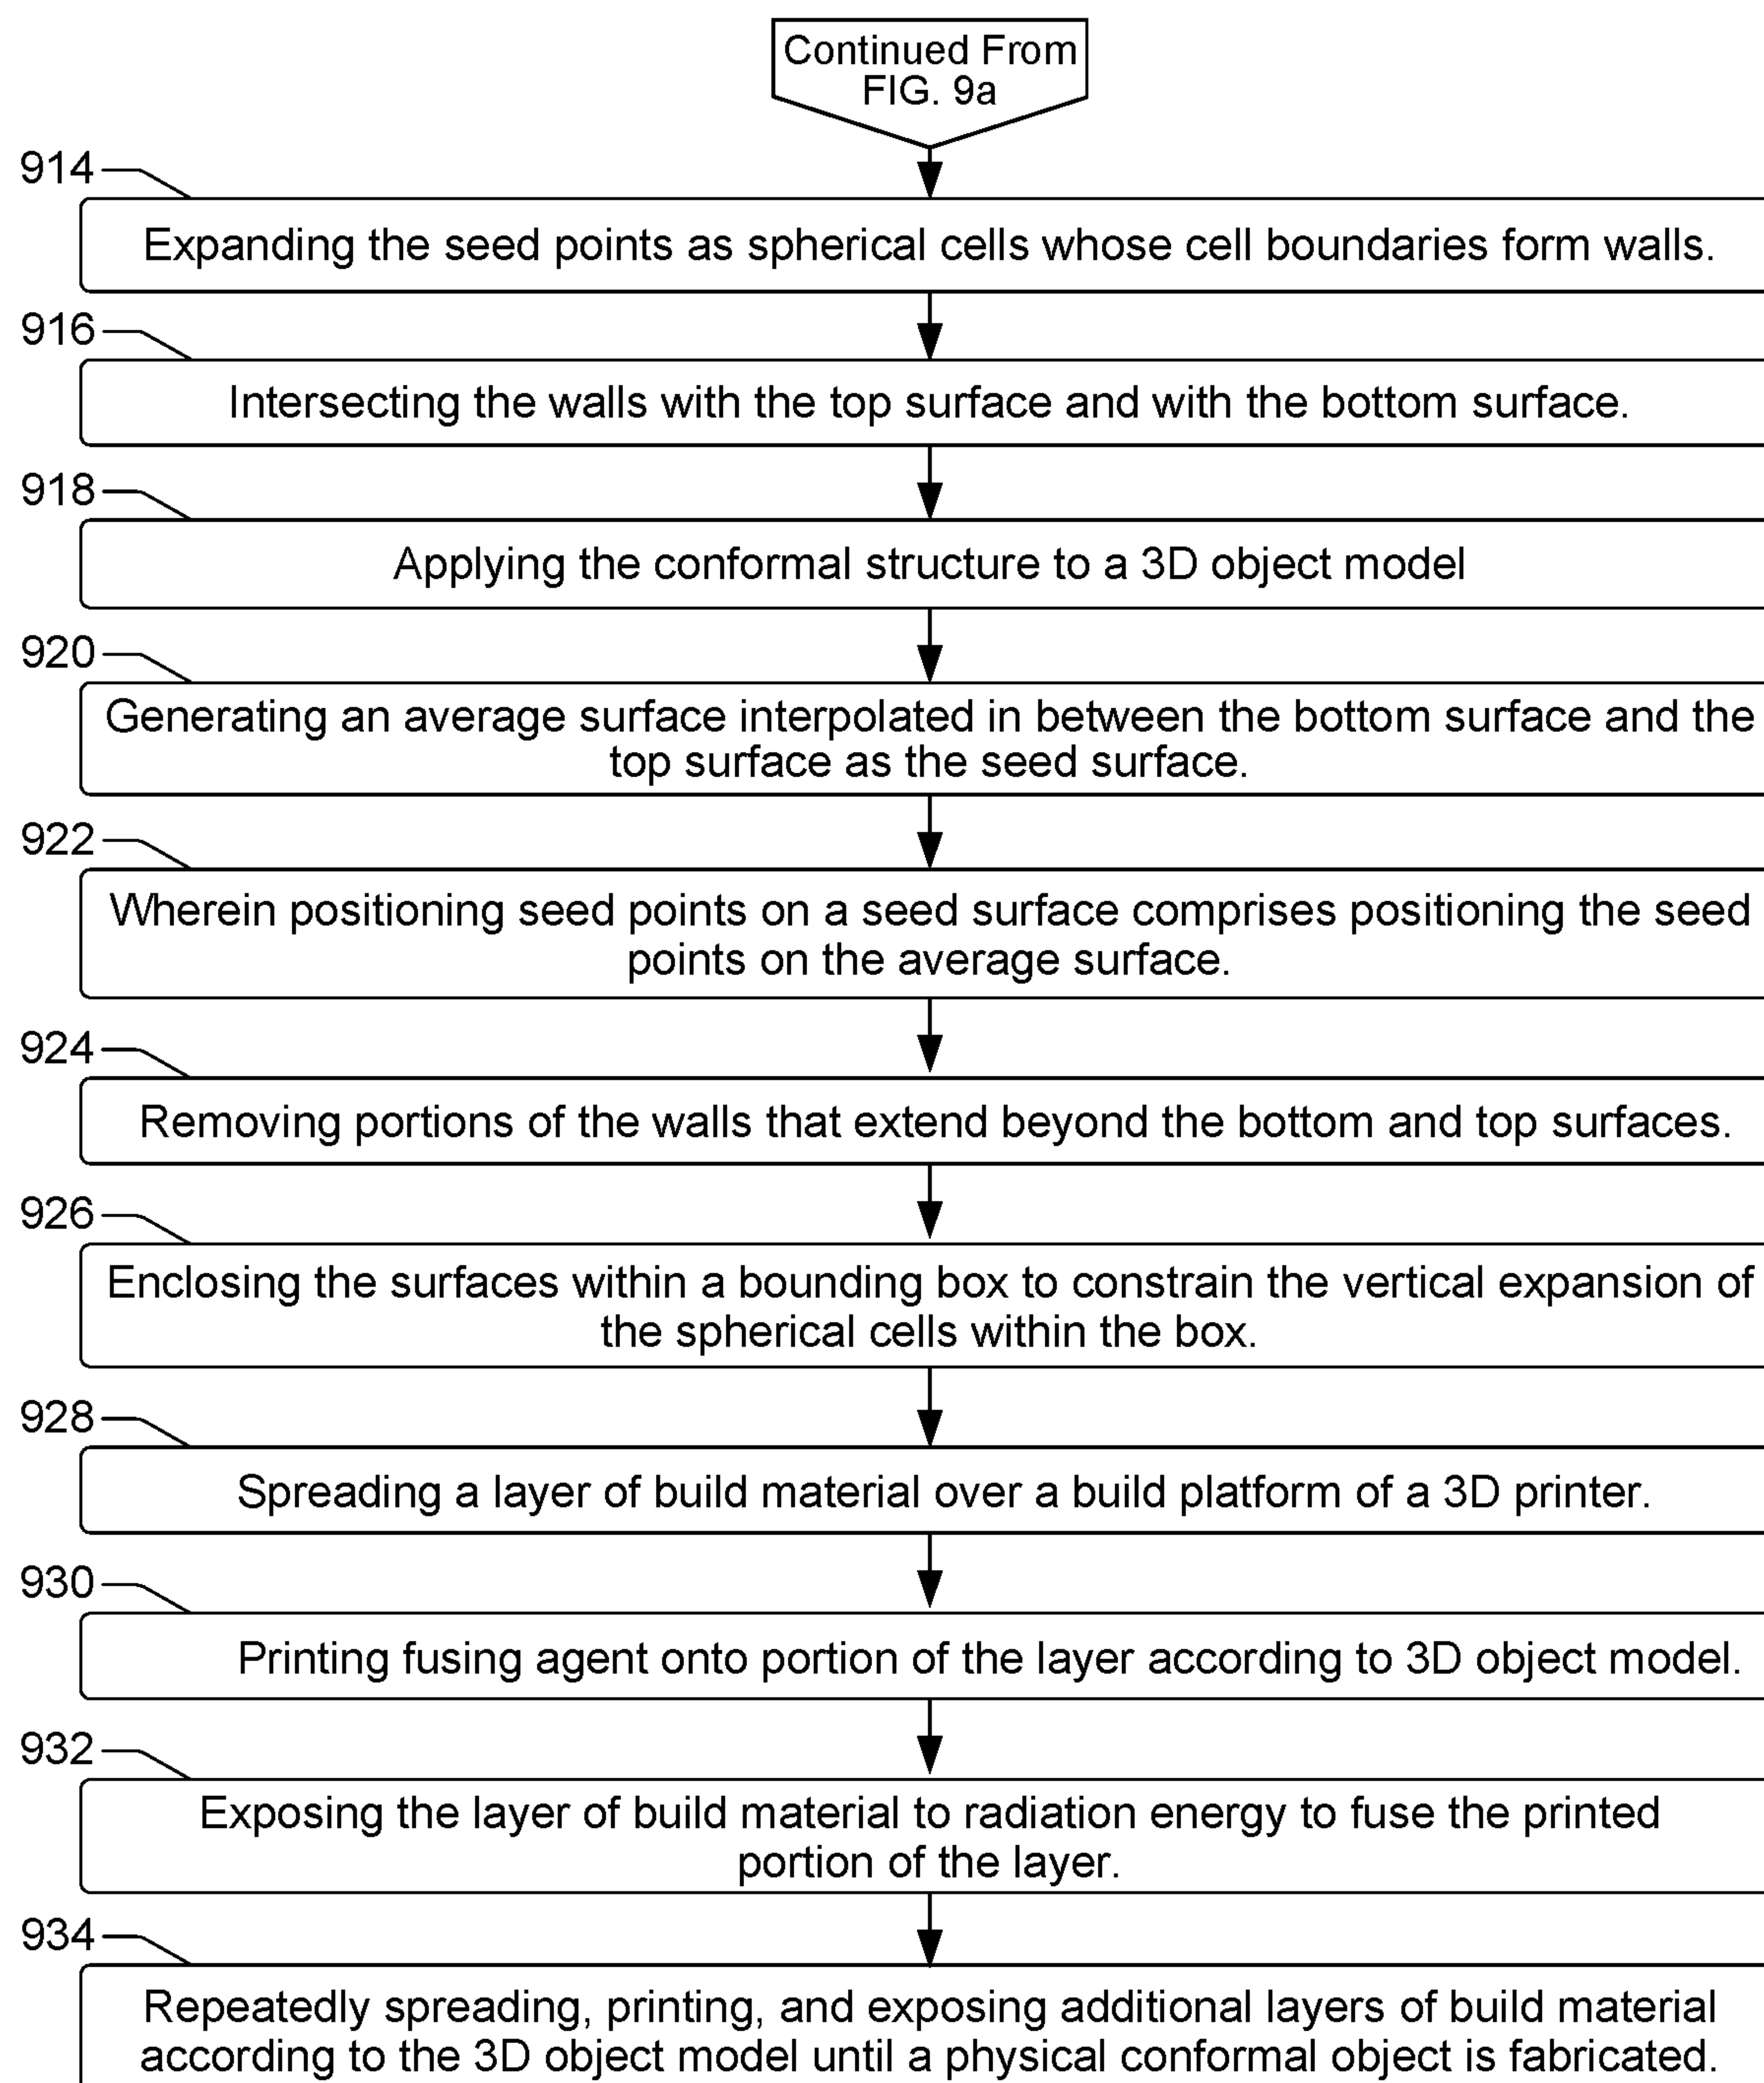 Continued From
FIG. 9a
914
Expanding the seed points as spherical cells whose cell boundaries form walls.
916
Intersecting the walls with the top surface and with the bottom surface.
918
Applying the conformal structure to a 3D object model
920
Generating an average surface interpolated in between the bottom surface and the
top surface as the seed surface.
922
Wherein positioning seed points on a seed surface comprises positioning the seed
points on the average surface.
924
Removing portions of the walls that extend beyond the bottom and top surfaces.
926
Enclosing the surfaces within a bounding box to constrain the vertical expansion of
the spherical cells within the box.
928
Spreading a layer of build material over a build platform of a 3D printer.
930
Printing fusing agent onto portion of the layer according to 3D object model.
932
Exposing the layer of build material to radiation energy to fuse the printed
portion of the layer.
934
Repeatedly spreading, printing, and exposing additional layers of build material
according to the 3D object model until a physical conformal object is fabricated.